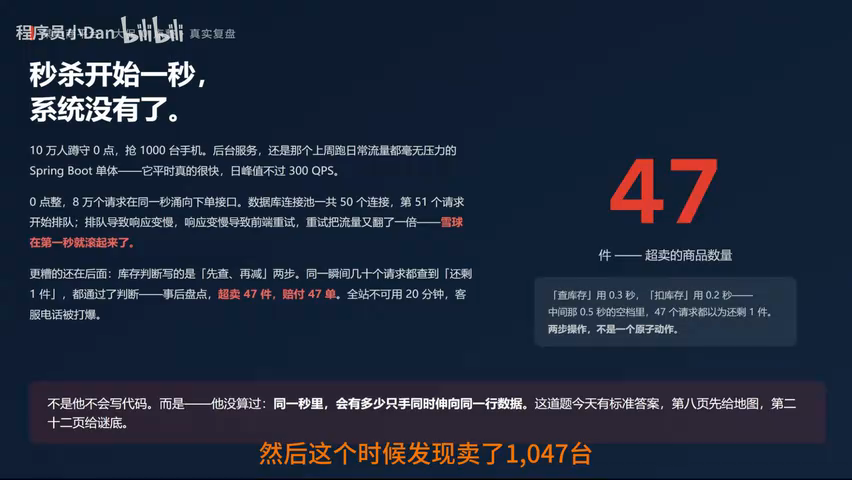 程序员小Dan bilibili 真实复盘
秒杀开始一秒，
系统没有了。
10 万人蹲守 0 点，抢 1000 台手机。后台服务，还是那个上周跑日常流量都毫无压力的
Spring Boot 单体——它平时真的很快，日峰值不过 300 QPS。
0 点整，8 万个请求在同一秒涌向下单接口。数据库连接池一共 50 个连接，第 51 个请求
开始排队；排队导致响应变慢，响应变慢导致前端重试，重试把流量又翻了一倍——雪球
在第一秒就滚起来了。
更糟的还在后面：库存判断写的是「先查、再减」两步。同一瞬间几十个请求都查到「还剩
1 件」，都通过了判断——事后盘点，超卖 47 件，赔付 47 单。全站不可用 20 分钟，客
服电话被打爆。
47
件 —— 超卖的商品数量
「查库存」用 0.3 秒，「扣库存」用 0.2 秒——
中间那 0.5 秒的空档里，47 个请求都以为还剩 1 件。
两步操作，不是一个原子动作。
不是他不会写代码。而是——他没算过：同一秒里，会有多少只手同时伸向同一行数据。这道题今天有标准答案，第八页先给地图，第二
十二页给谜底。
然后这个时候发现卖了1,047台